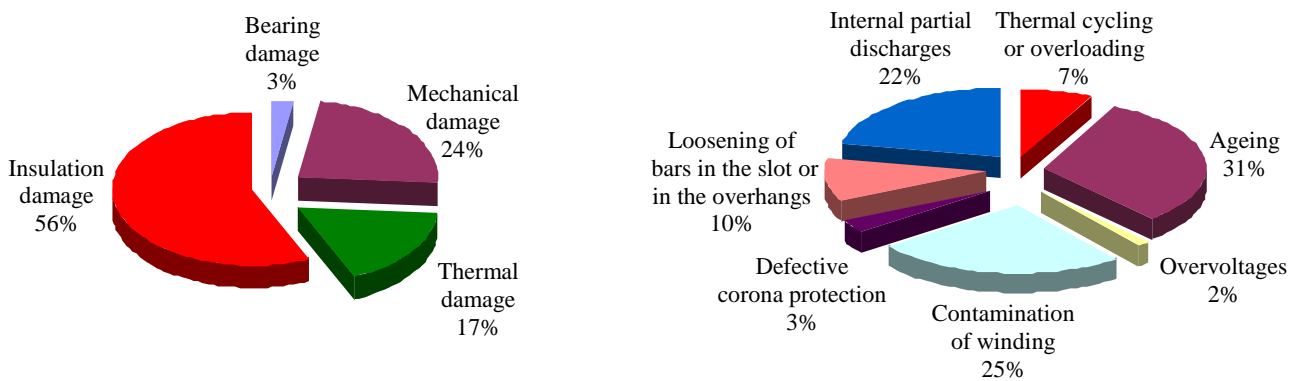 Bearing
damage
3%
Mechanical
damage
24%
Thermal
damage
17%
Insulation
damage
56%
Internal partial
discharges
22%
Thermal cycling
or overloading
7%
Ageing
31%
Overvoltages
2%
Contamination
of winding
25%
Defective
corona protection
3%
Loosening of
bars in the slot or
in the overhangs
10%